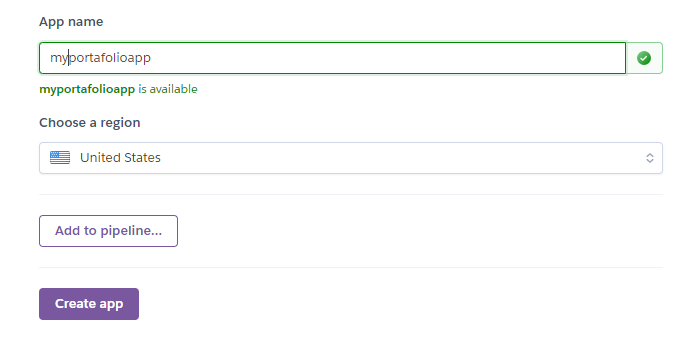 App name
myportafolioapp
myportafolioapp is available
Choose a region
United States
Add to pipeline...
Create app